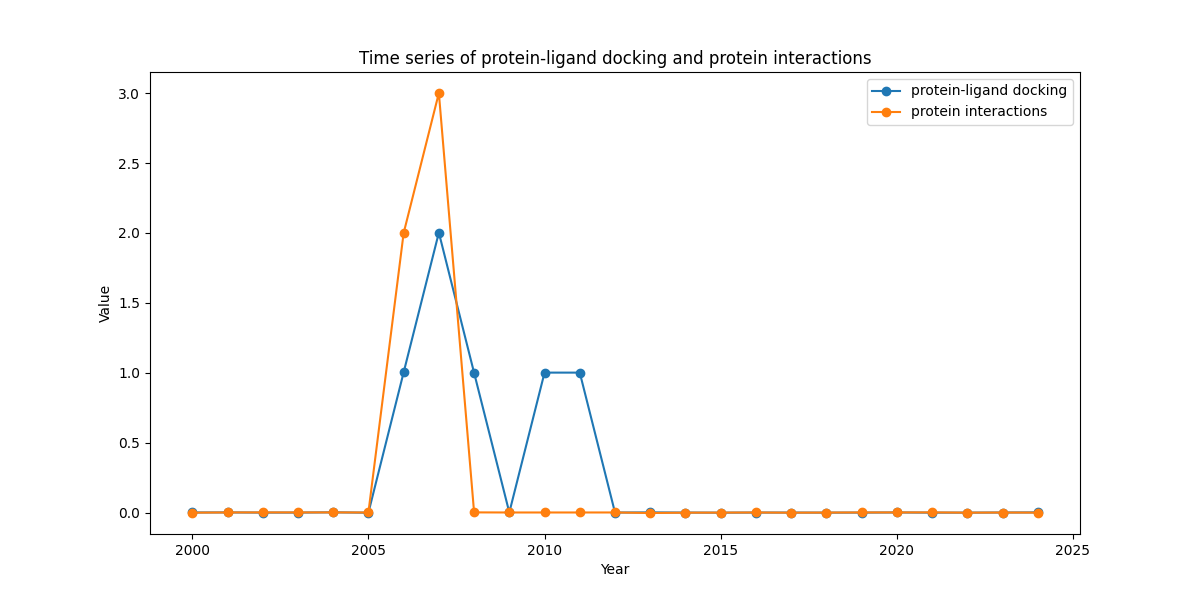 Time series of protein-ligand docking and protein interactions
protein-ligand docking
protein interactions
3.0
2.5
2.0
1.5
1.0
0.5
0.0
Value
2000 2005 2010 2015 2020 2025
Year